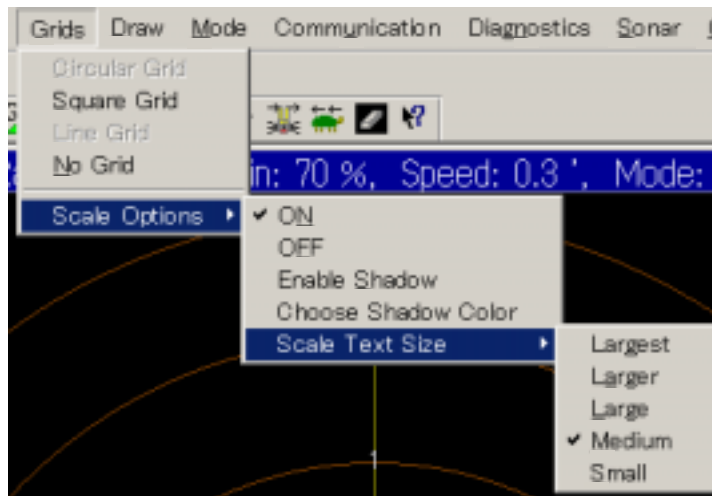 Grids Draw Mode Communication Diagnostics Sonar
Circular Grid
Square Grid
Line Grid
No Grid
in: 70 %, Speed: 0.3 ', Mode:
Scale Options
ON
OFF
Enable Shadow
Choose Shadow Color
Scale Text Size
Largest
Larger
Large
Medium
Small
1